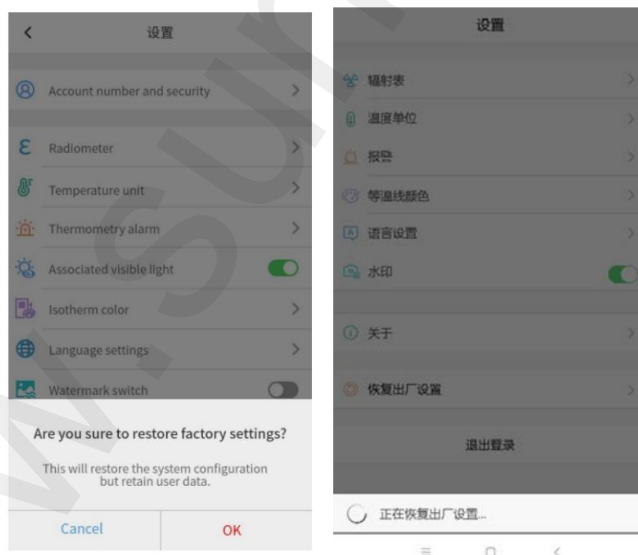 设置
Account number and security
Radiometer
Temperature unit
Thermometry alarm
Associated visible light
Isotherm color
Language settings
Watermark switch
Are you sure to restore factory settings?
This will restore the system configuration
but retain user data.
Cancel
OK
设置
辐射表
温度单位
报警
等温线颜色
语言设置
水印
关于
恢复出厂设置
退出登录
正在恢复出厂设置...